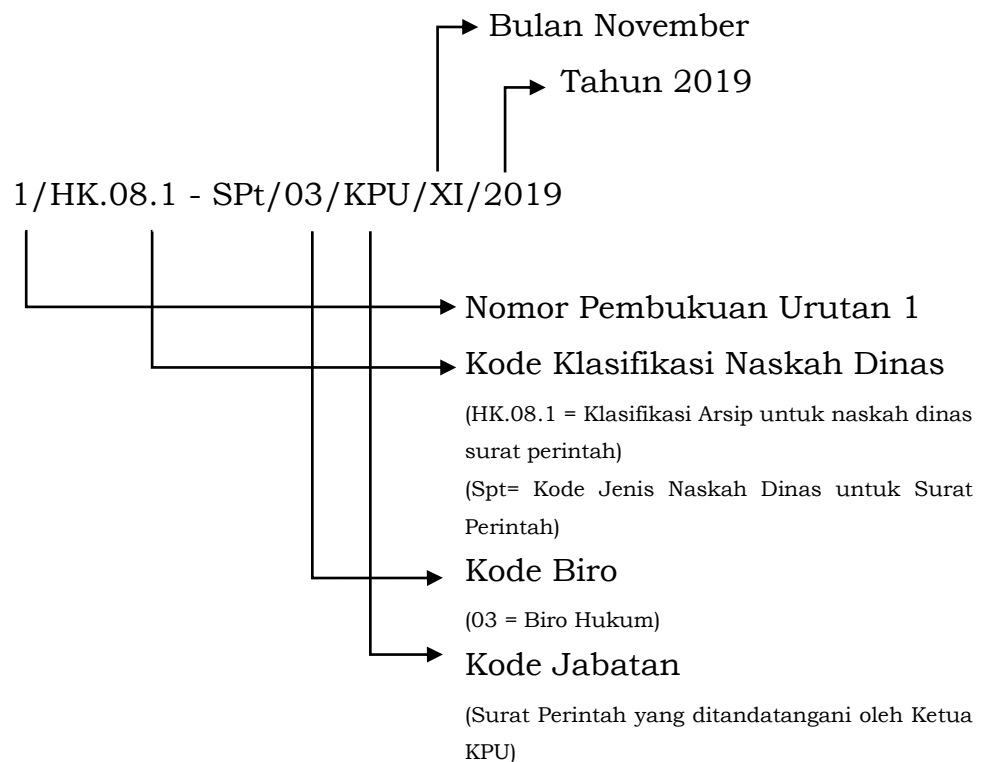 Bulan November
Tahun 2019
1/HK.08.1 - SPt/03/KPU/XI/2019
Nomor Pembukuan Urutan 1
Kode Klasifikasi Naskah Dinas
(HK.08.1 = Klasifikasi Arsip untuk naskah dinas
surat perintah)
(Spt= Kode Jenis Naskah Dinas untuk Surat
Perintah)
Kode Biro
(03 = Biro Hukum)
Kode Jabatan
(Surat Perintah yang ditandatangani oleh Ketua
KPU)